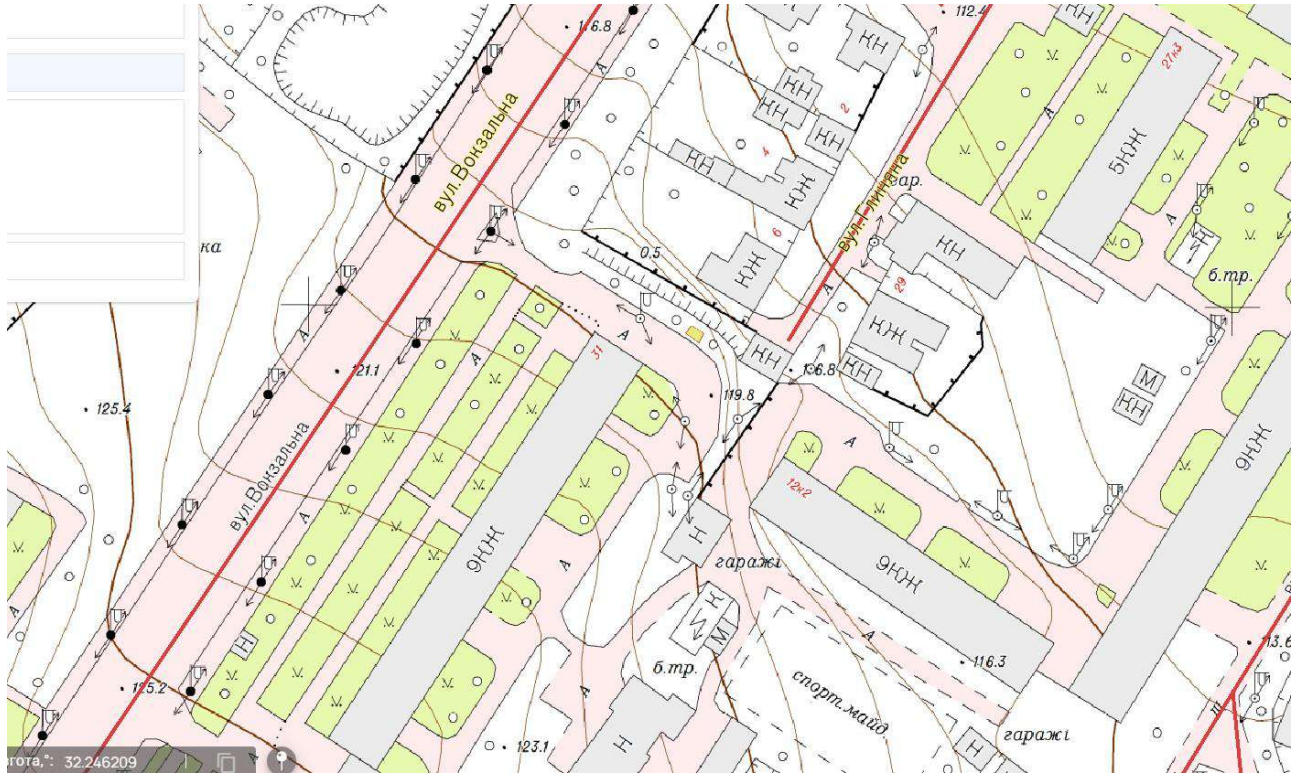 116.8
112.4
КН
27к3
вул.Вокзальна
КН
КН
2
КН
А
4
КН
5КЖ
вул.Глиняна
гар.
КЖ
ка
6
0.5
КН
КЖ
29
б.тр.
А
31
КЖ
КН
116.8
КН
121.1
М
КН
125.4
119.8
А
вул.Вокзальна
12к2
9КЖ
9КЖ
Н
гаражі
9КЖ
К
М
Н
А
113.6
116.3
125.2
б.тр.
спорт.майд
Н
гаражі
Н
123.1
гота,°: 32.246209